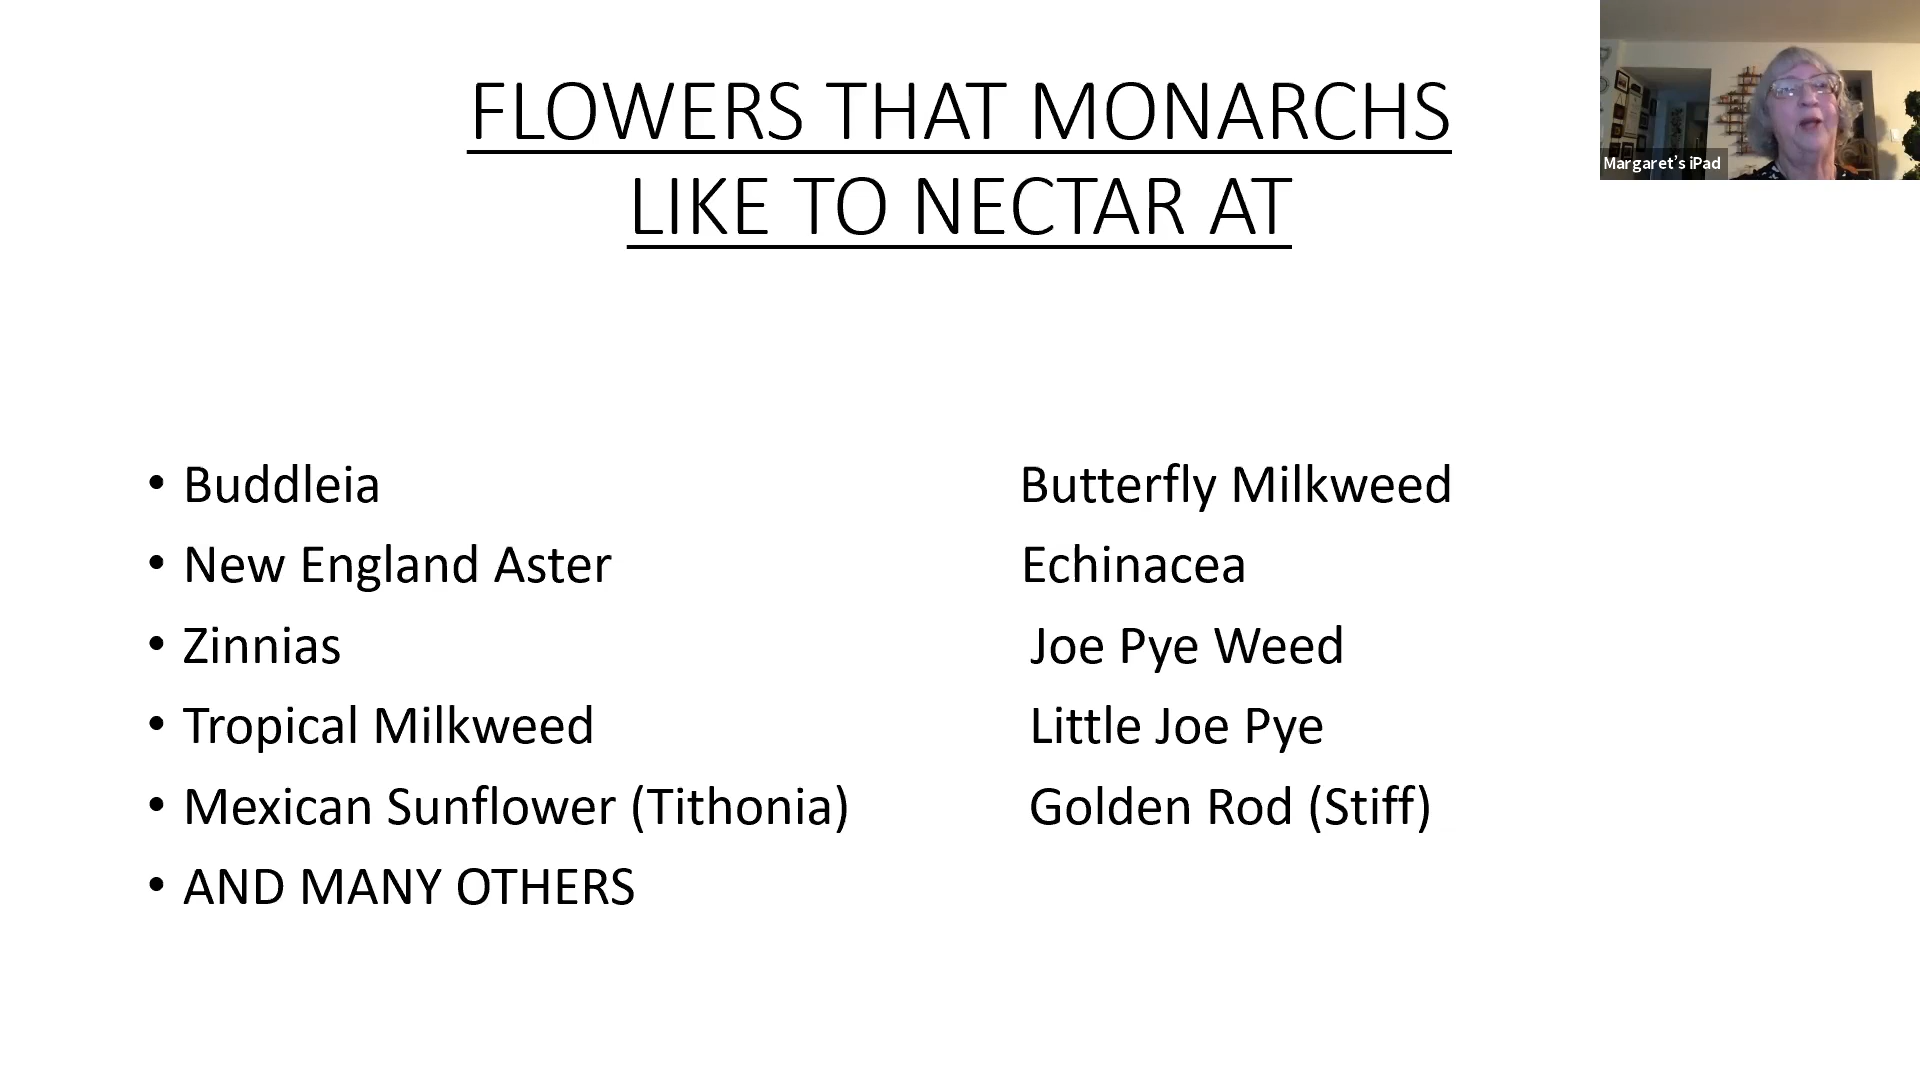 FLOWERS THAT MONARCHS
LIKE TO NECTAR AT
Margaret's iPad
• Buddleia Butterfly Milkweed
• New England Aster Echinacea
• Zinnias Joe Pye Weed
• Tropical Milkweed Little Joe Pye
• Mexican Sunflower (Tithonia) Golden Rod (Stiff)
• AND MANY OTHERS